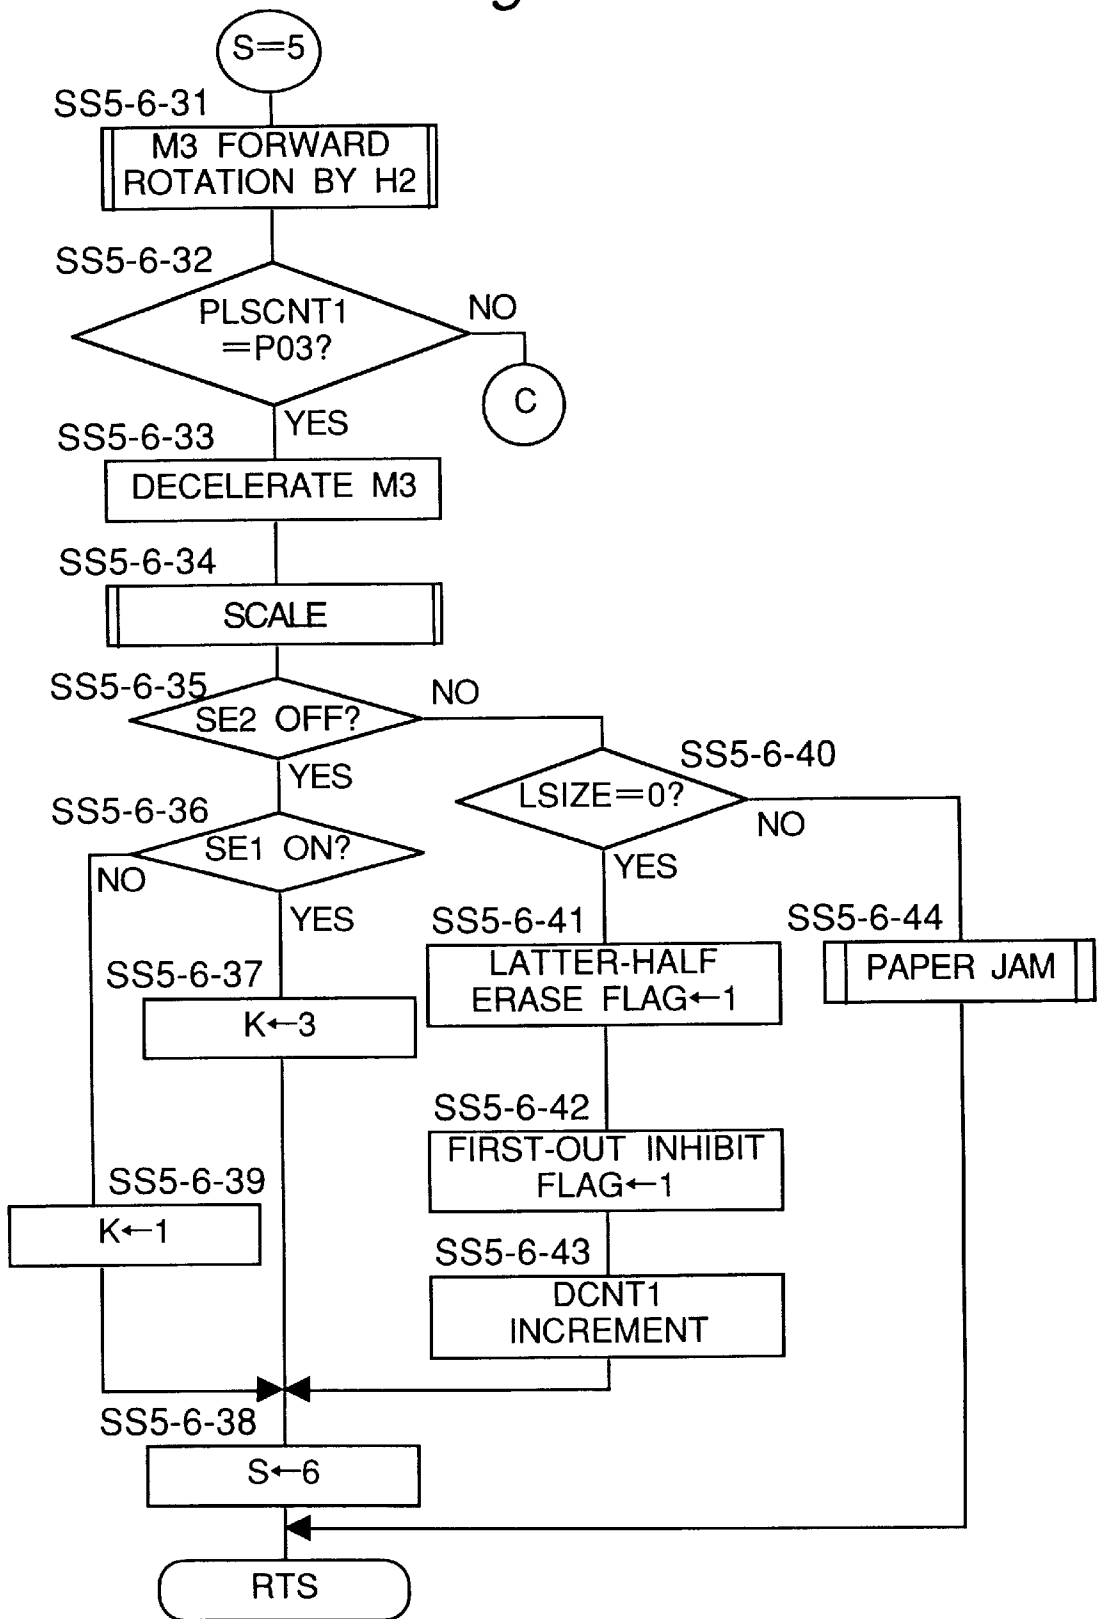 g
S=5
SS5-6-31
M3 FORWARD
ROTATION BY H2
SS5-6-32
PLSCNT1
=P03?
NO
C
YES
SS5-6-33
DECELERATE M3
SS5-6-34
SCALE
SS5-6-35
SE2 OFF?
NO
YES
SS5-6-40
LSIZE=0?
NO
YES
SS5-6-36
SE1 ON?
NO
YES
SS5-6-41
LATTER-HALF
ERASE FLAG←1
SS5-6-44
PAPER JAM
SS5-6-37
K←3
SS5-6-42
FIRST-OUT INHIBIT
FLAG←1
SS5-6-39
K←1
SS5-6-43
DCNT1
INCREMENT
SS5-6-38
S←6
RTS